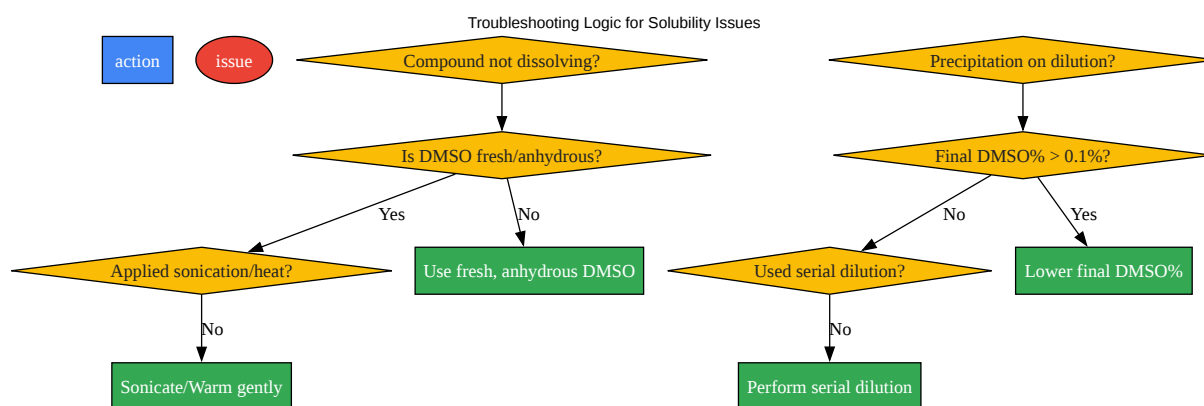 Troubleshooting Logic for Solubility Issues
action
issue
Compound not dissolving?
Precipitation on dilution?
Is DMSO fresh/anhydrous?
Final DMSO% > 0.1%?
Yes
No
No
Yes
Applied sonication/heat?
Use fresh, anhydrous DMSO
Used serial dilution?
Lower final DMSO%
No
No
Sonicate/Warm gently
Perform serial dilution